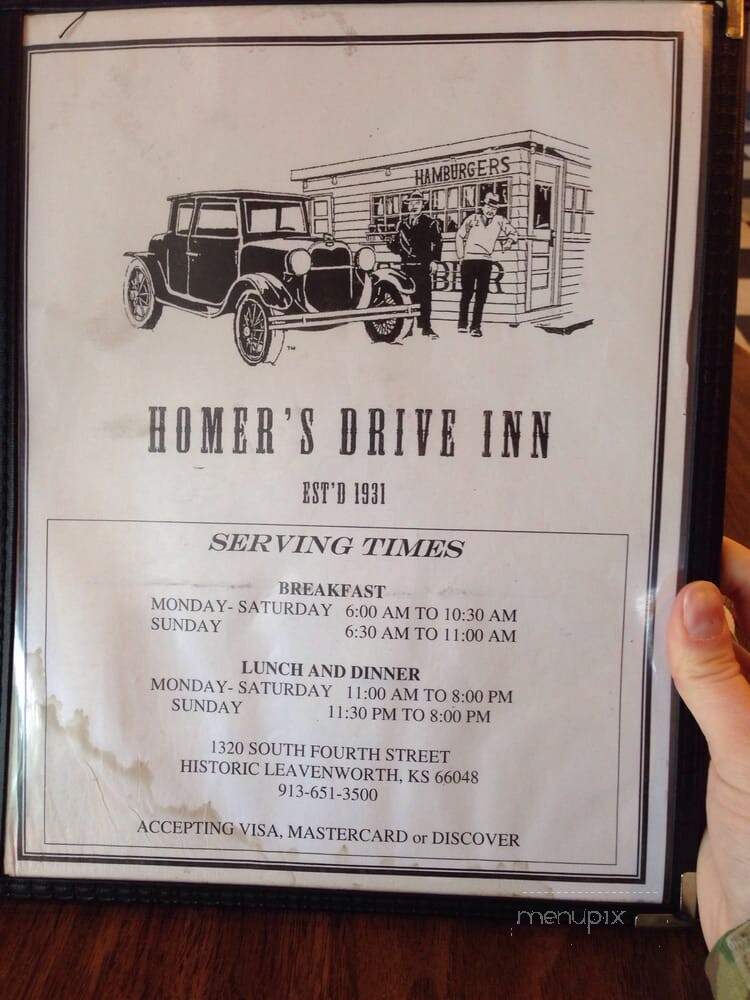 HAMBURGERS
TM
HOMER'S DRIVE INN
EST'D 1931
SERVING TIMES
BREAKFAST
MONDAY- SATURDAY 6:00 AM TO 10:30 AM
SUNDAY 6:30 AM TO 11:00 AM
LUNCH AND DINNER
MONDAY- SATURDAY 11:00 AM TO 8:00 PM
SUNDAY 11:30 PM TO 8:00 PM
1320 SOUTH FOURTH STREET
HISTORIC LEAVENWORTH, KS 66048
913-651-3500
ACCEPTING VISA, MASTERCARD or DISCOVER
menupix